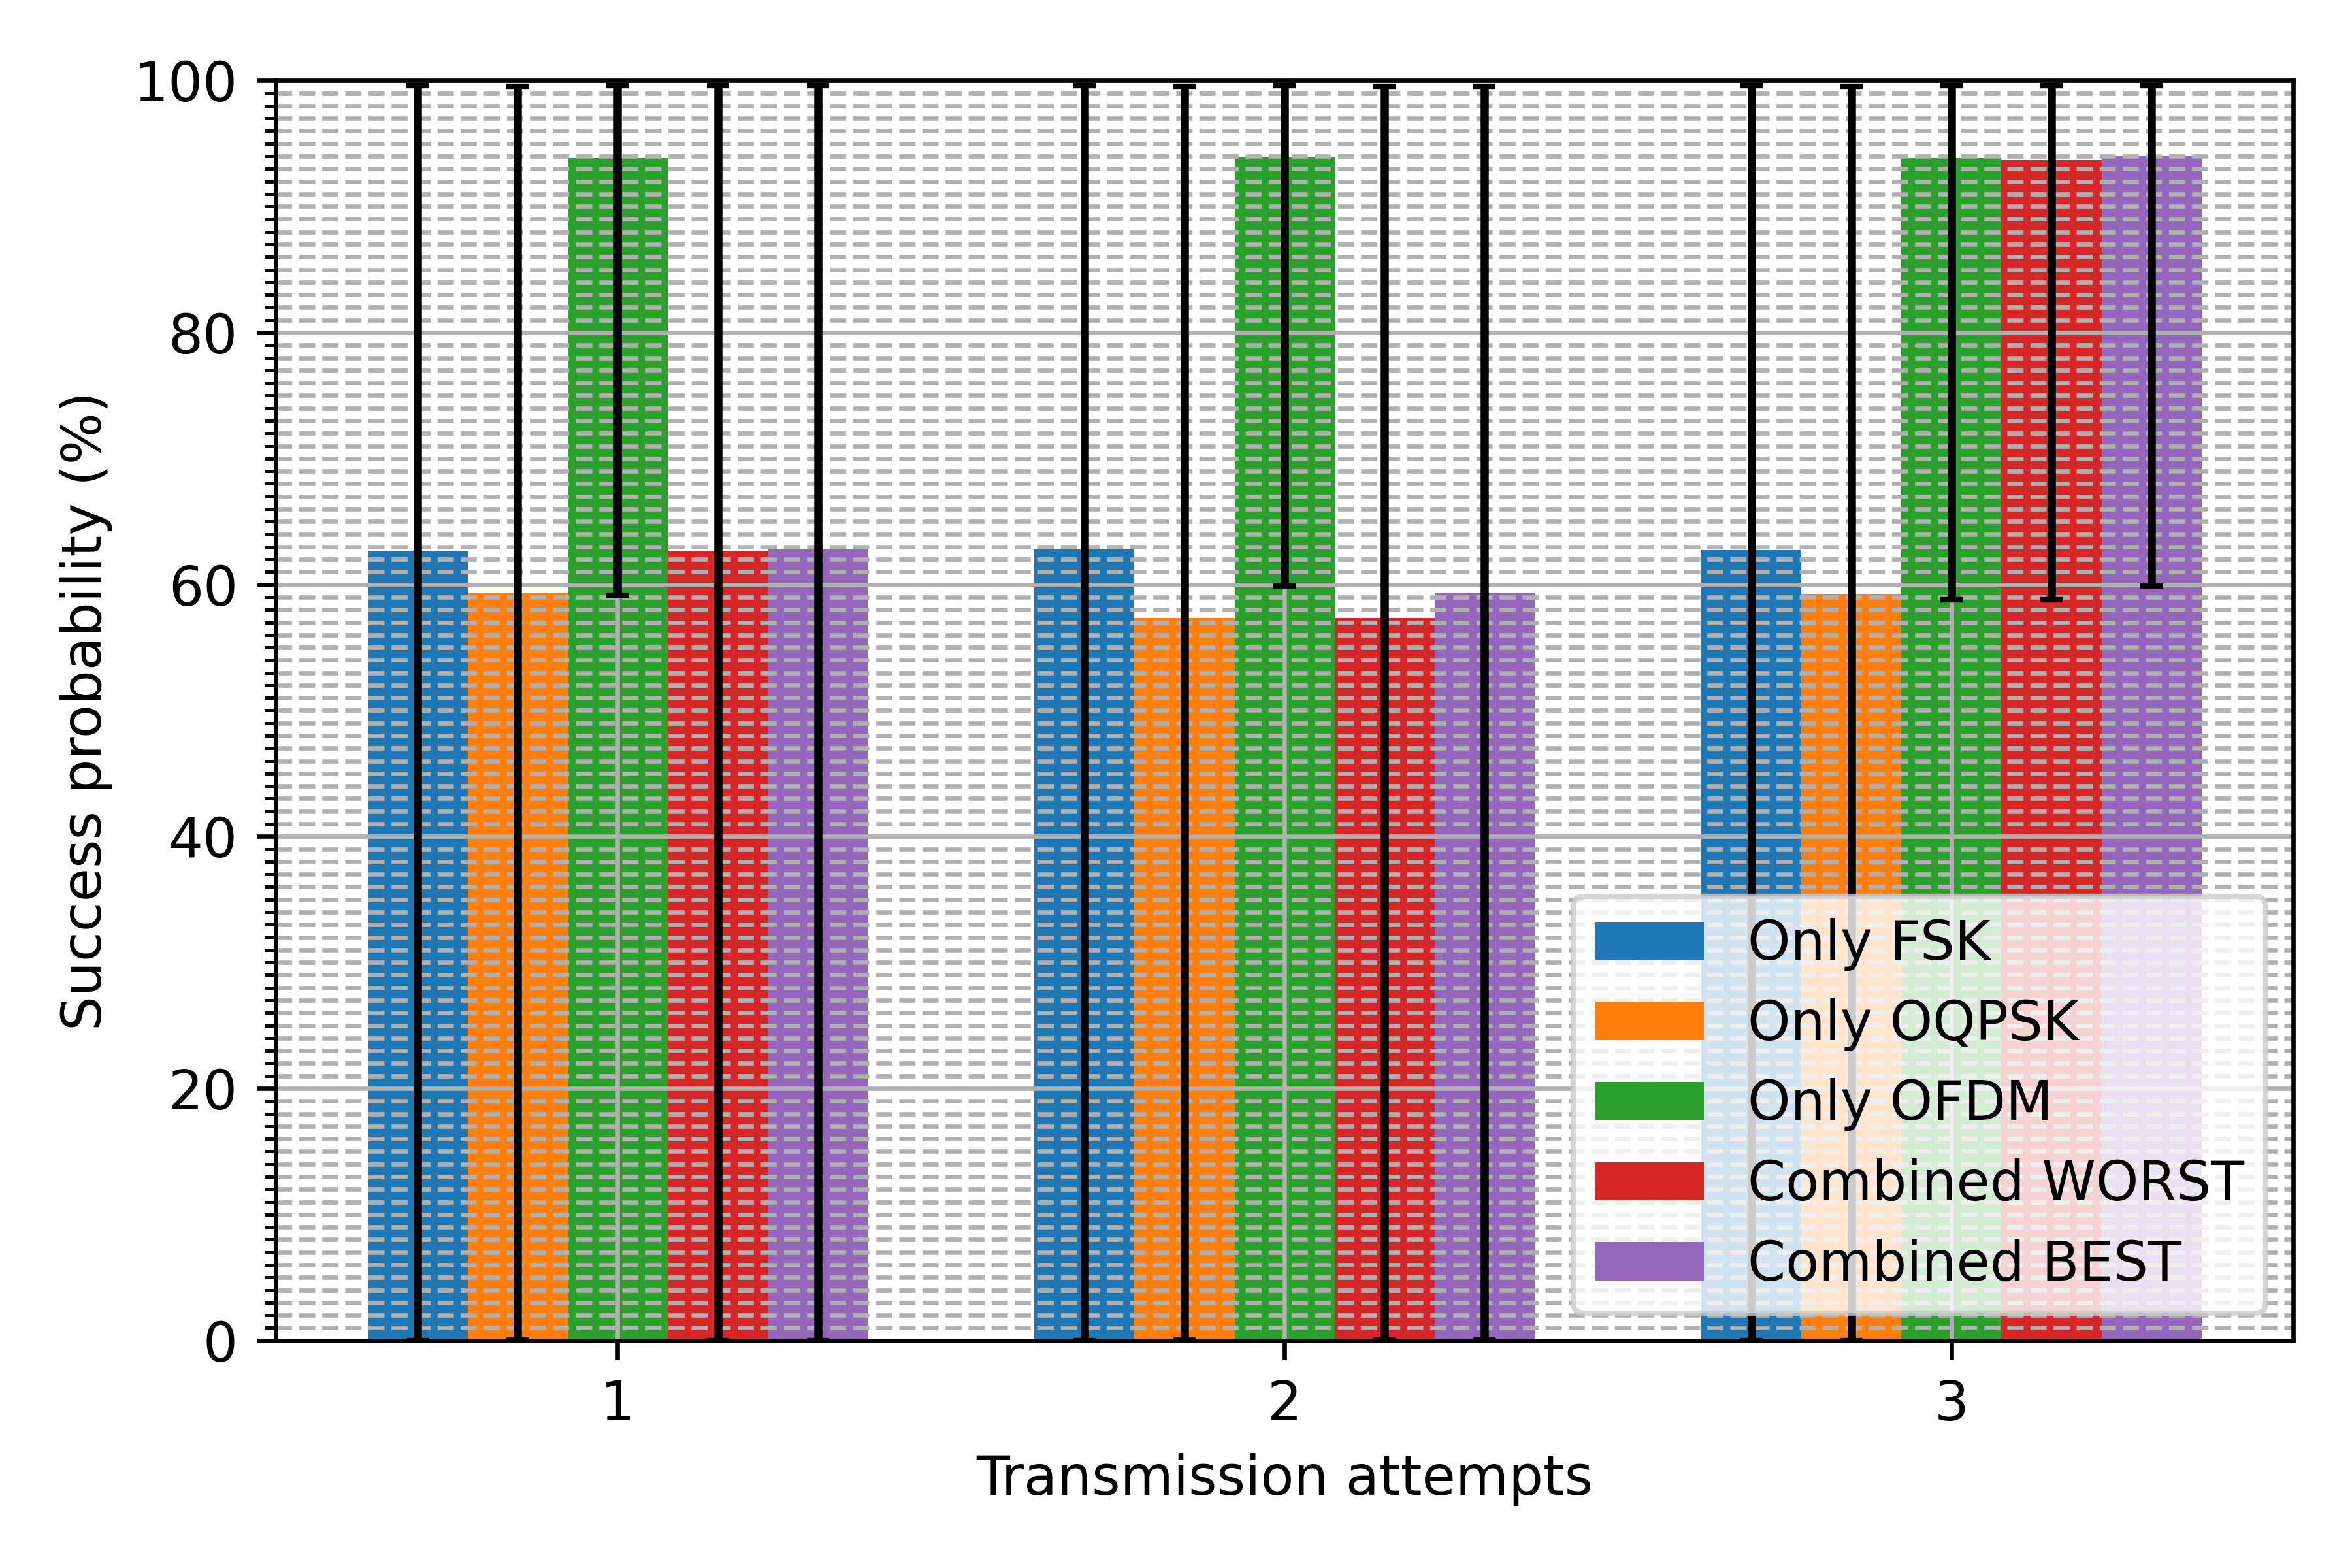 100
80
60
40
20
0
Success probability (%)
1
2
3
Transmission attempts
Only FSK
Only OQPSK
Only OFDM
Combined WORST
Combined BEST